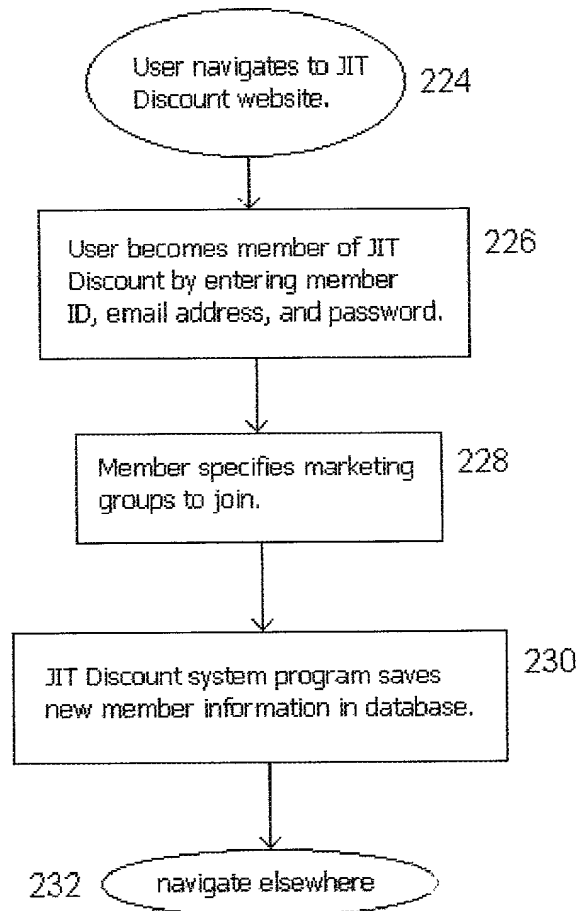 User navigates to JIT
Discount website.
224
User becomes member of JIT
Discount by entering member
ID, email address, and password.
226
Member specifies marketing
groups to join.
228
JIT Discount system program saves
new member information in database.
230
232
navigate elsewhere